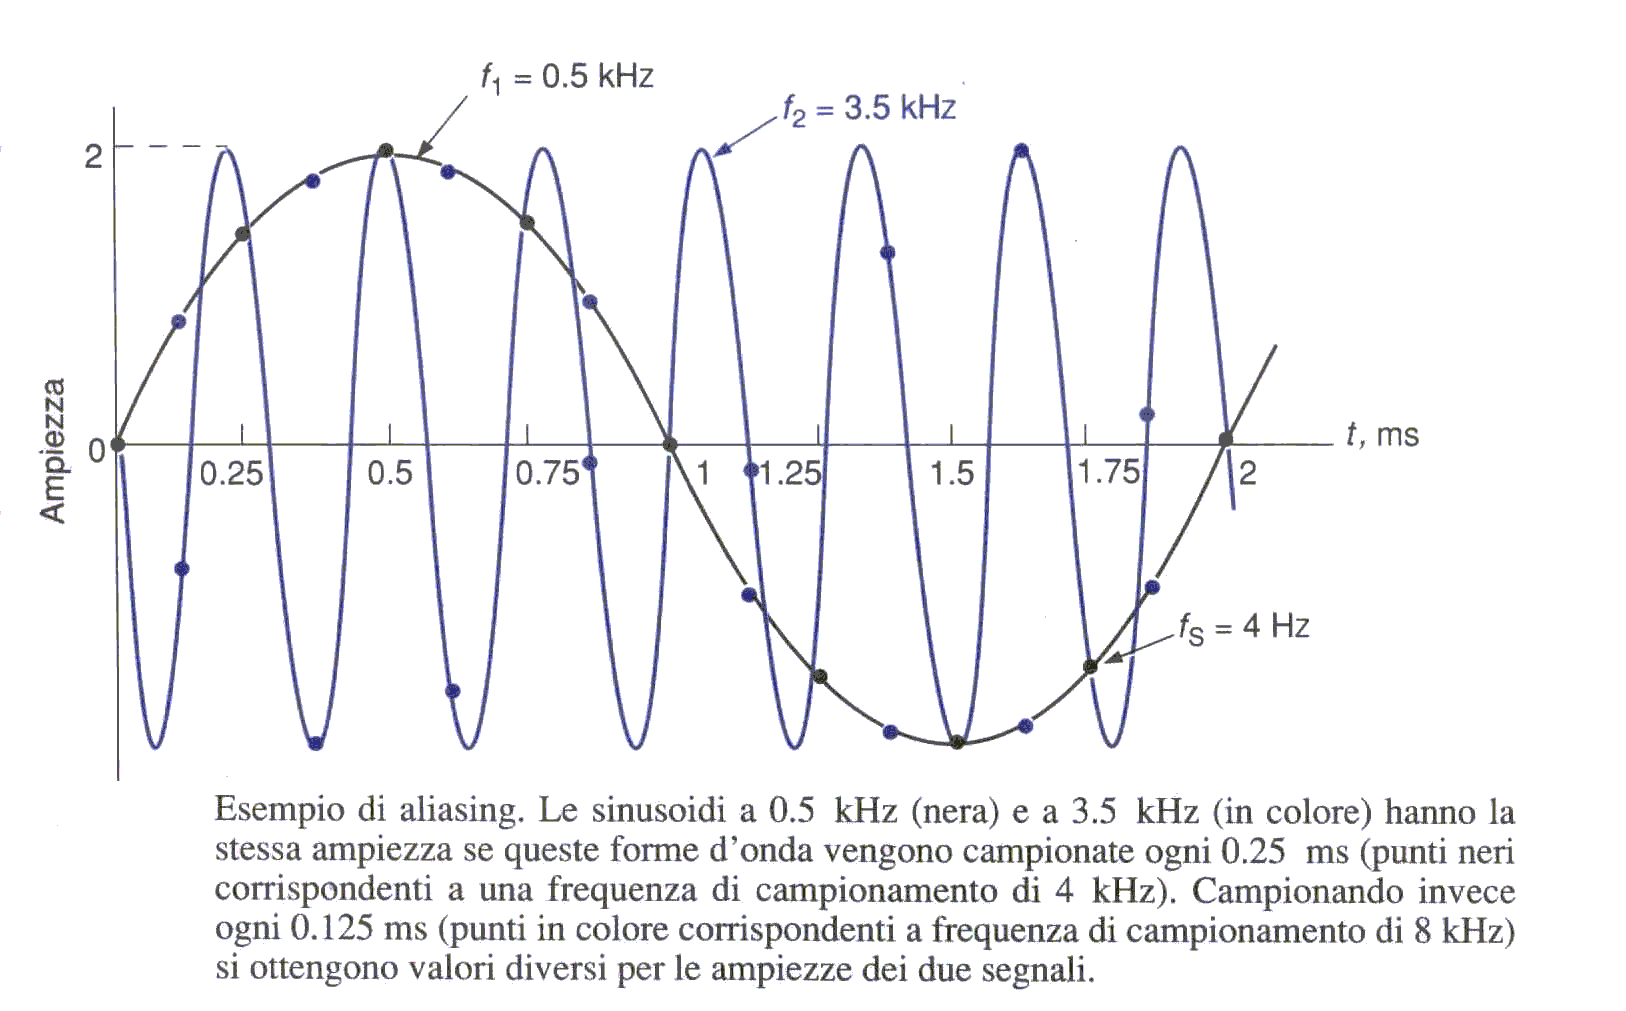 f1 = 0.5 kHz
f2 = 3.5 kHz
2
Ampiezza
0
0.25
0.5
0.75
1
1.25
1.5
1.75
2
t, ms
fS = 4 Hz
Esempio di aliasing. Le sinusoidi a 0.5 kHz (nera) e a 3.5 kHz (in colore) hanno la
stessa ampiezza se queste forme d'onda vengono campionate ogni 0.25 ms (punti neri
corrispondenti a una frequenza di campionamento di 4 kHz). Campionando invece
ogni 0.125 ms (punti in colore corrispondenti a frequenza di campionamento di 8 kHz)
si ottengono valori diversi per le ampiezze dei due segnali.